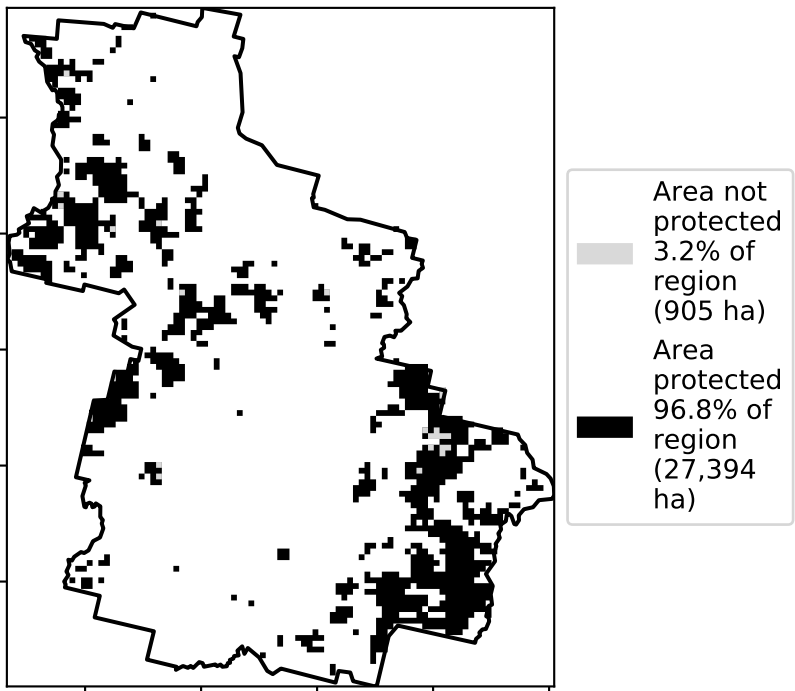 Area not
protected
3.2% of
region
(905 ha)
Area
protected
96.8% of
region
(27,394
ha)